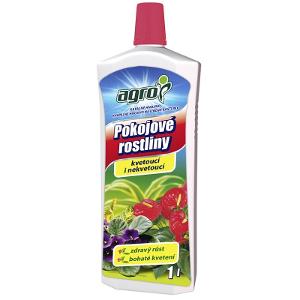 agro
Pokojové
rostliny
kvetoucí
i nekvetoucí
zdravý růst
bohaté kvetení
1 l